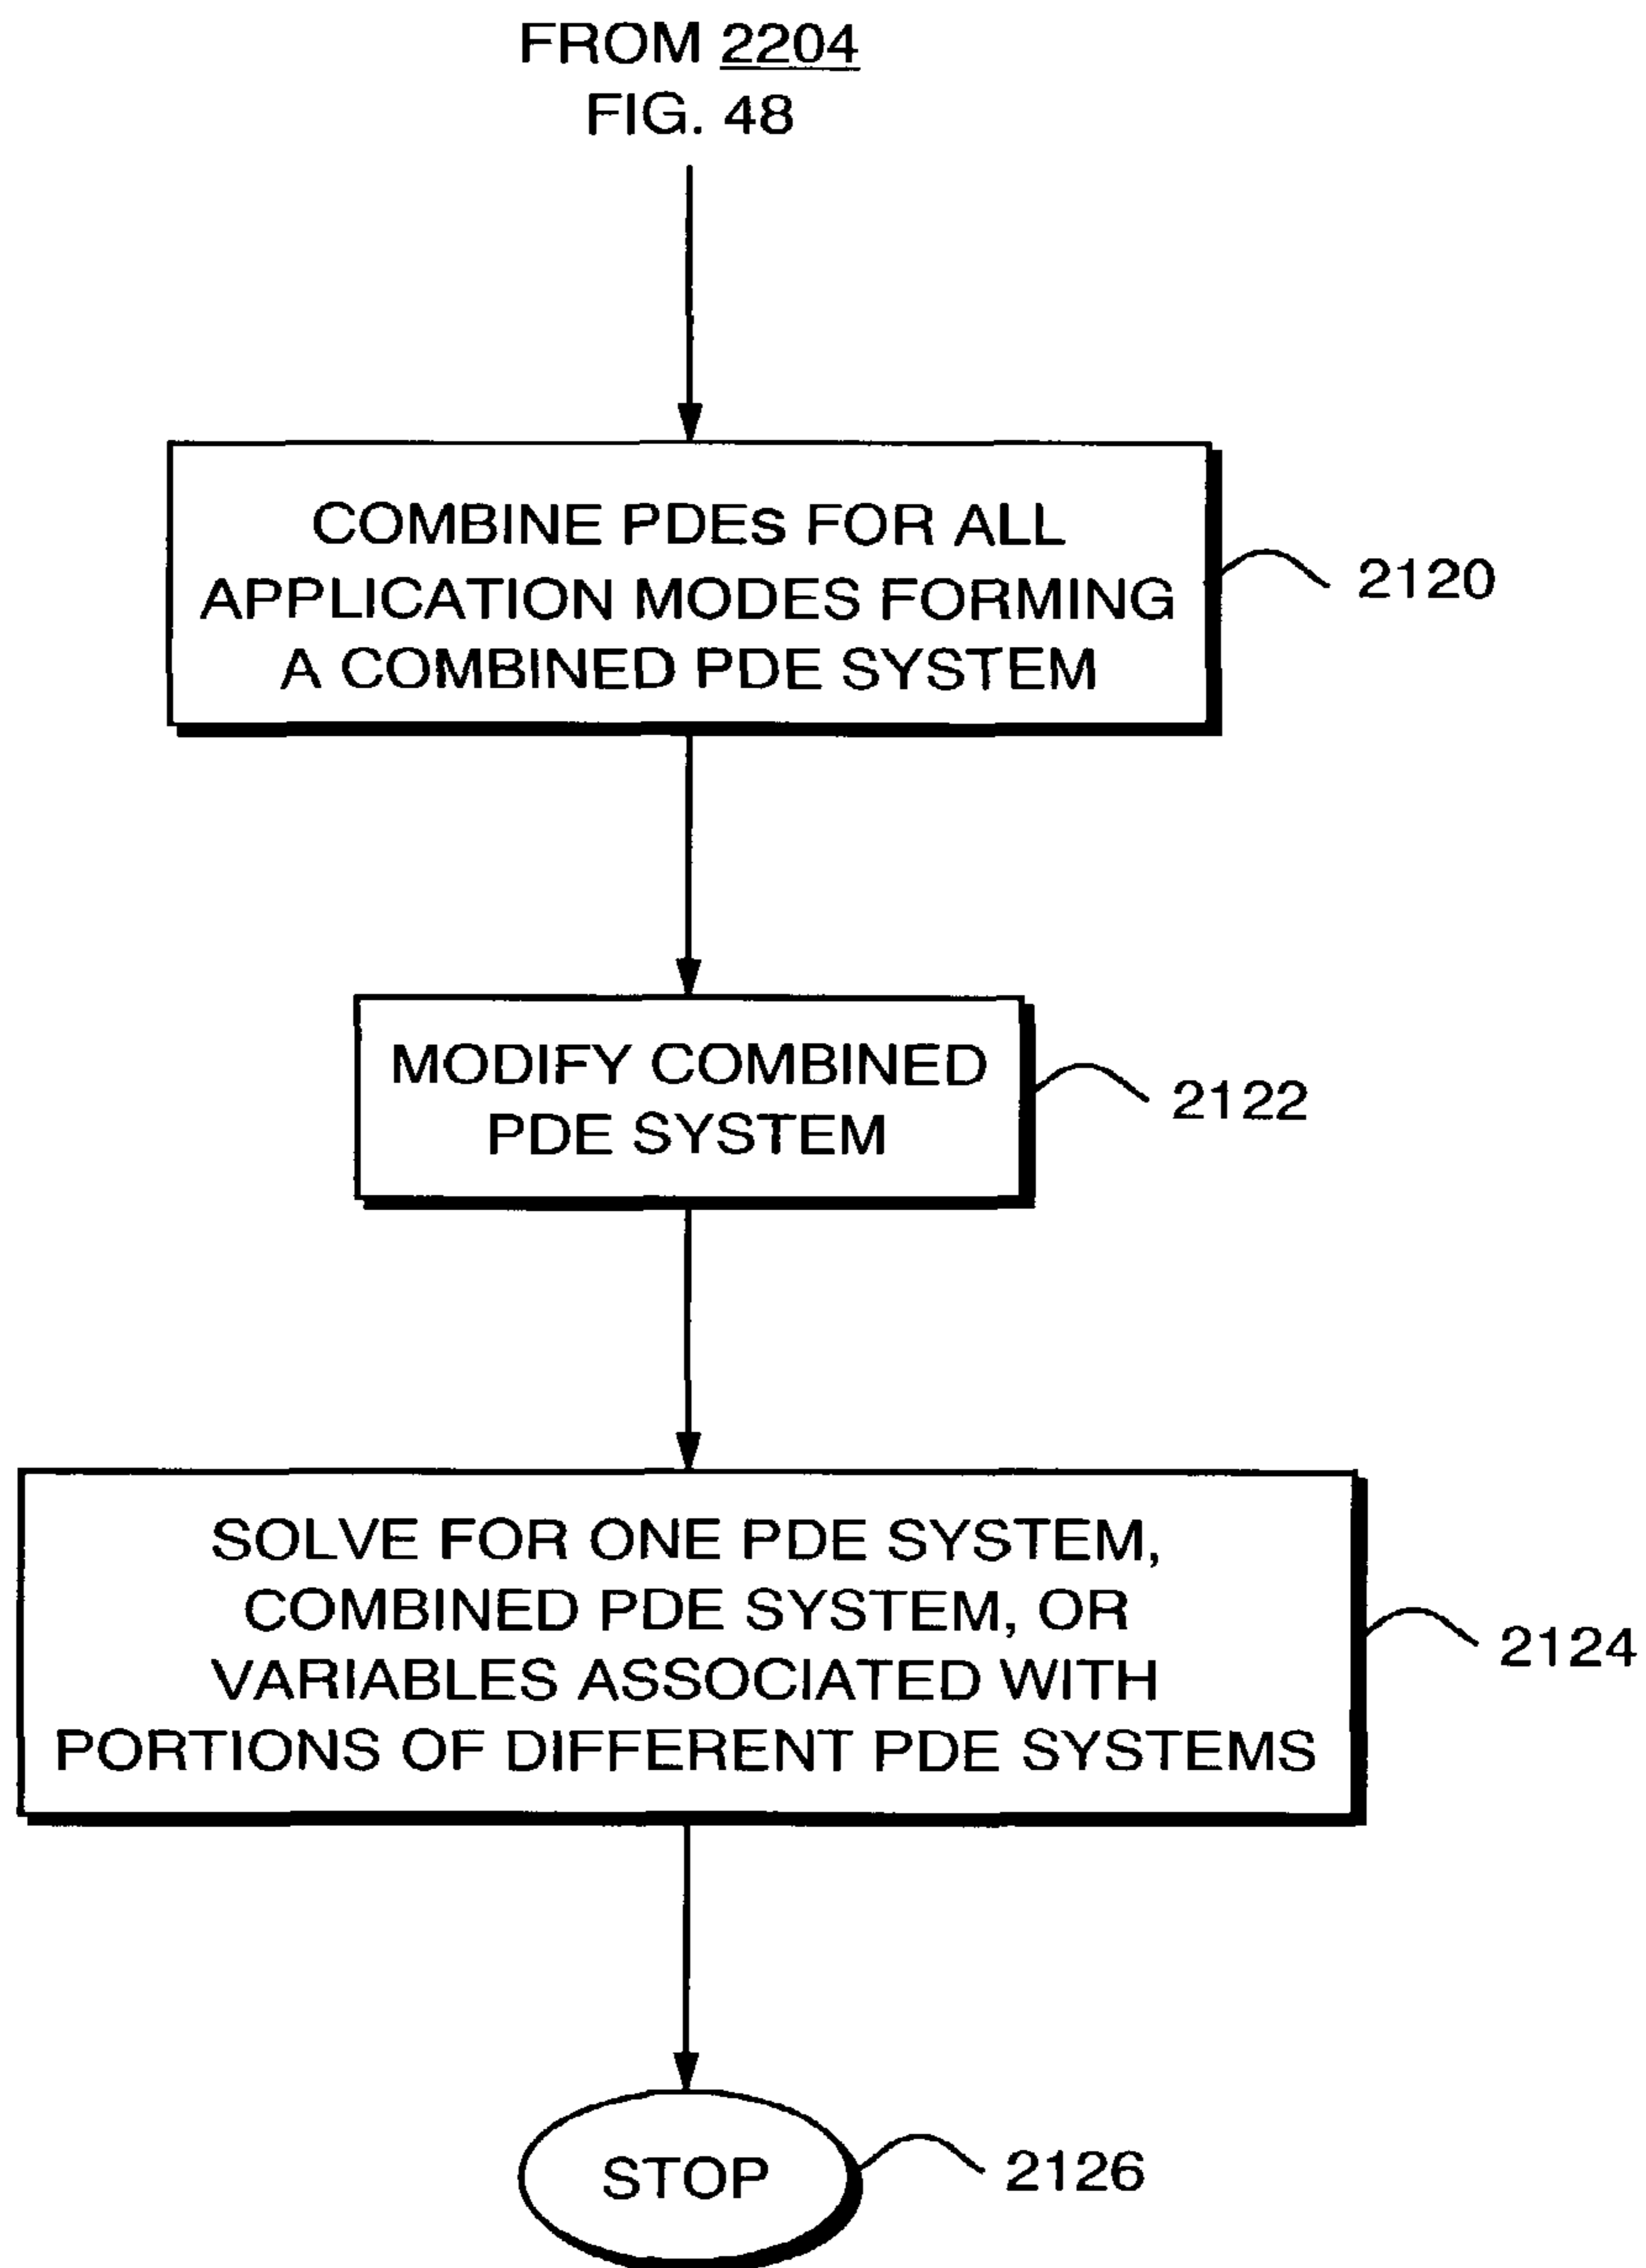 FROM 2204
FIG. 48
COMBINE PDEs FOR ALL
APPLICATION MODES FORMING
A COMBINED PDE SYSTEM
2120
MODIFY COMBINED
PDE SYSTEM
2122
SOLVE FOR ONE PDE SYSTEM,
COMBINED PDE SYSTEM, OR
VARIABLES ASSOCIATED WITH
PORTIONS OF DIFFERENT PDE SYSTEMS
2124
STOP
2126